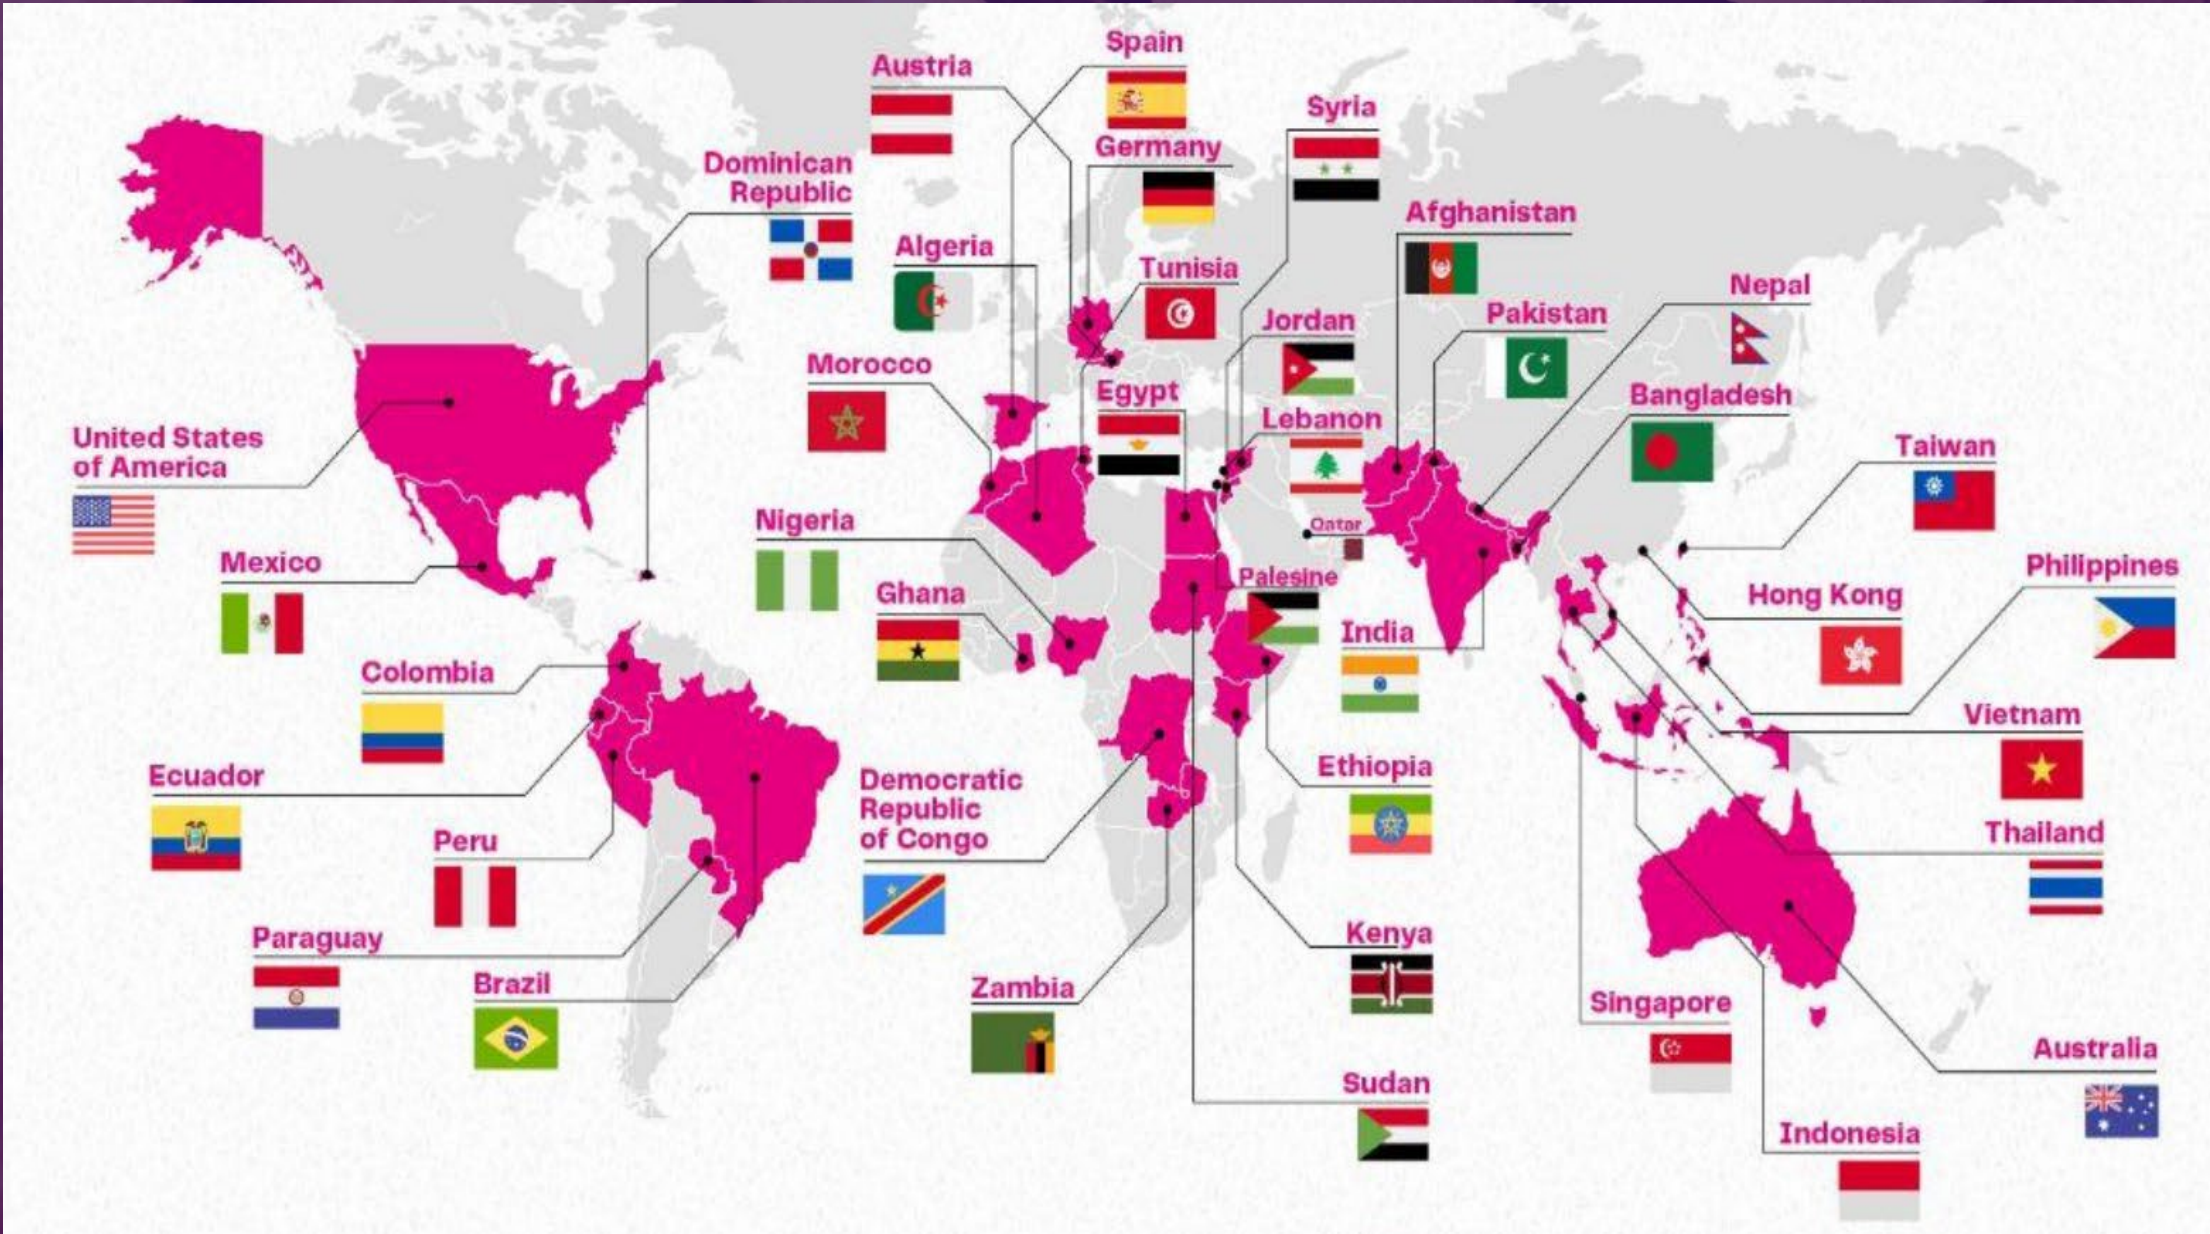 Spain
Austria
Syria
Germany
Dominican
Republic
Afghanistan
Algeria
Tunisia
Nepal
Jordan
Pakistan
Morocco
Egypt
Bangladesh
Lebanon
United States
of America
Taiwan
Nigeria
Qatar
Mexico
Palesine
Philippines
Ghana
Hong Kong
India
Colombia
Vietnam
Ecuador
Ethiopia
Democratic
Republic
of Congo
Peru
Thailand
Paraguay
Kenya
Brazil
Zambia
Singapore
Australia
Sudan
Indonesia